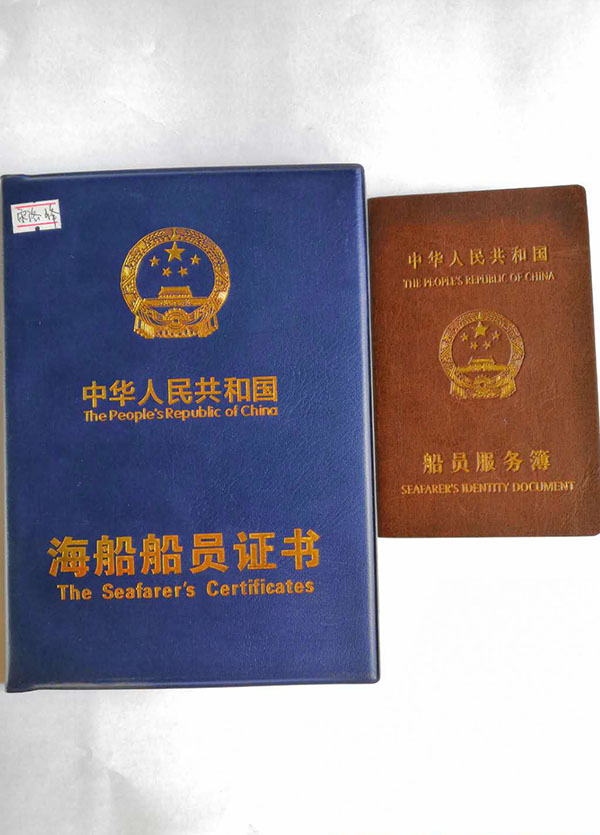 中华人民共和国
The People's Republic of China
海船船员证书
The Seafarer's Certificates
中华人民共和国
THE PEOPLE'S REPUBLIC OF CHINA
船员服务簿
SEAFARER'S IDENTITY DOCUMENT